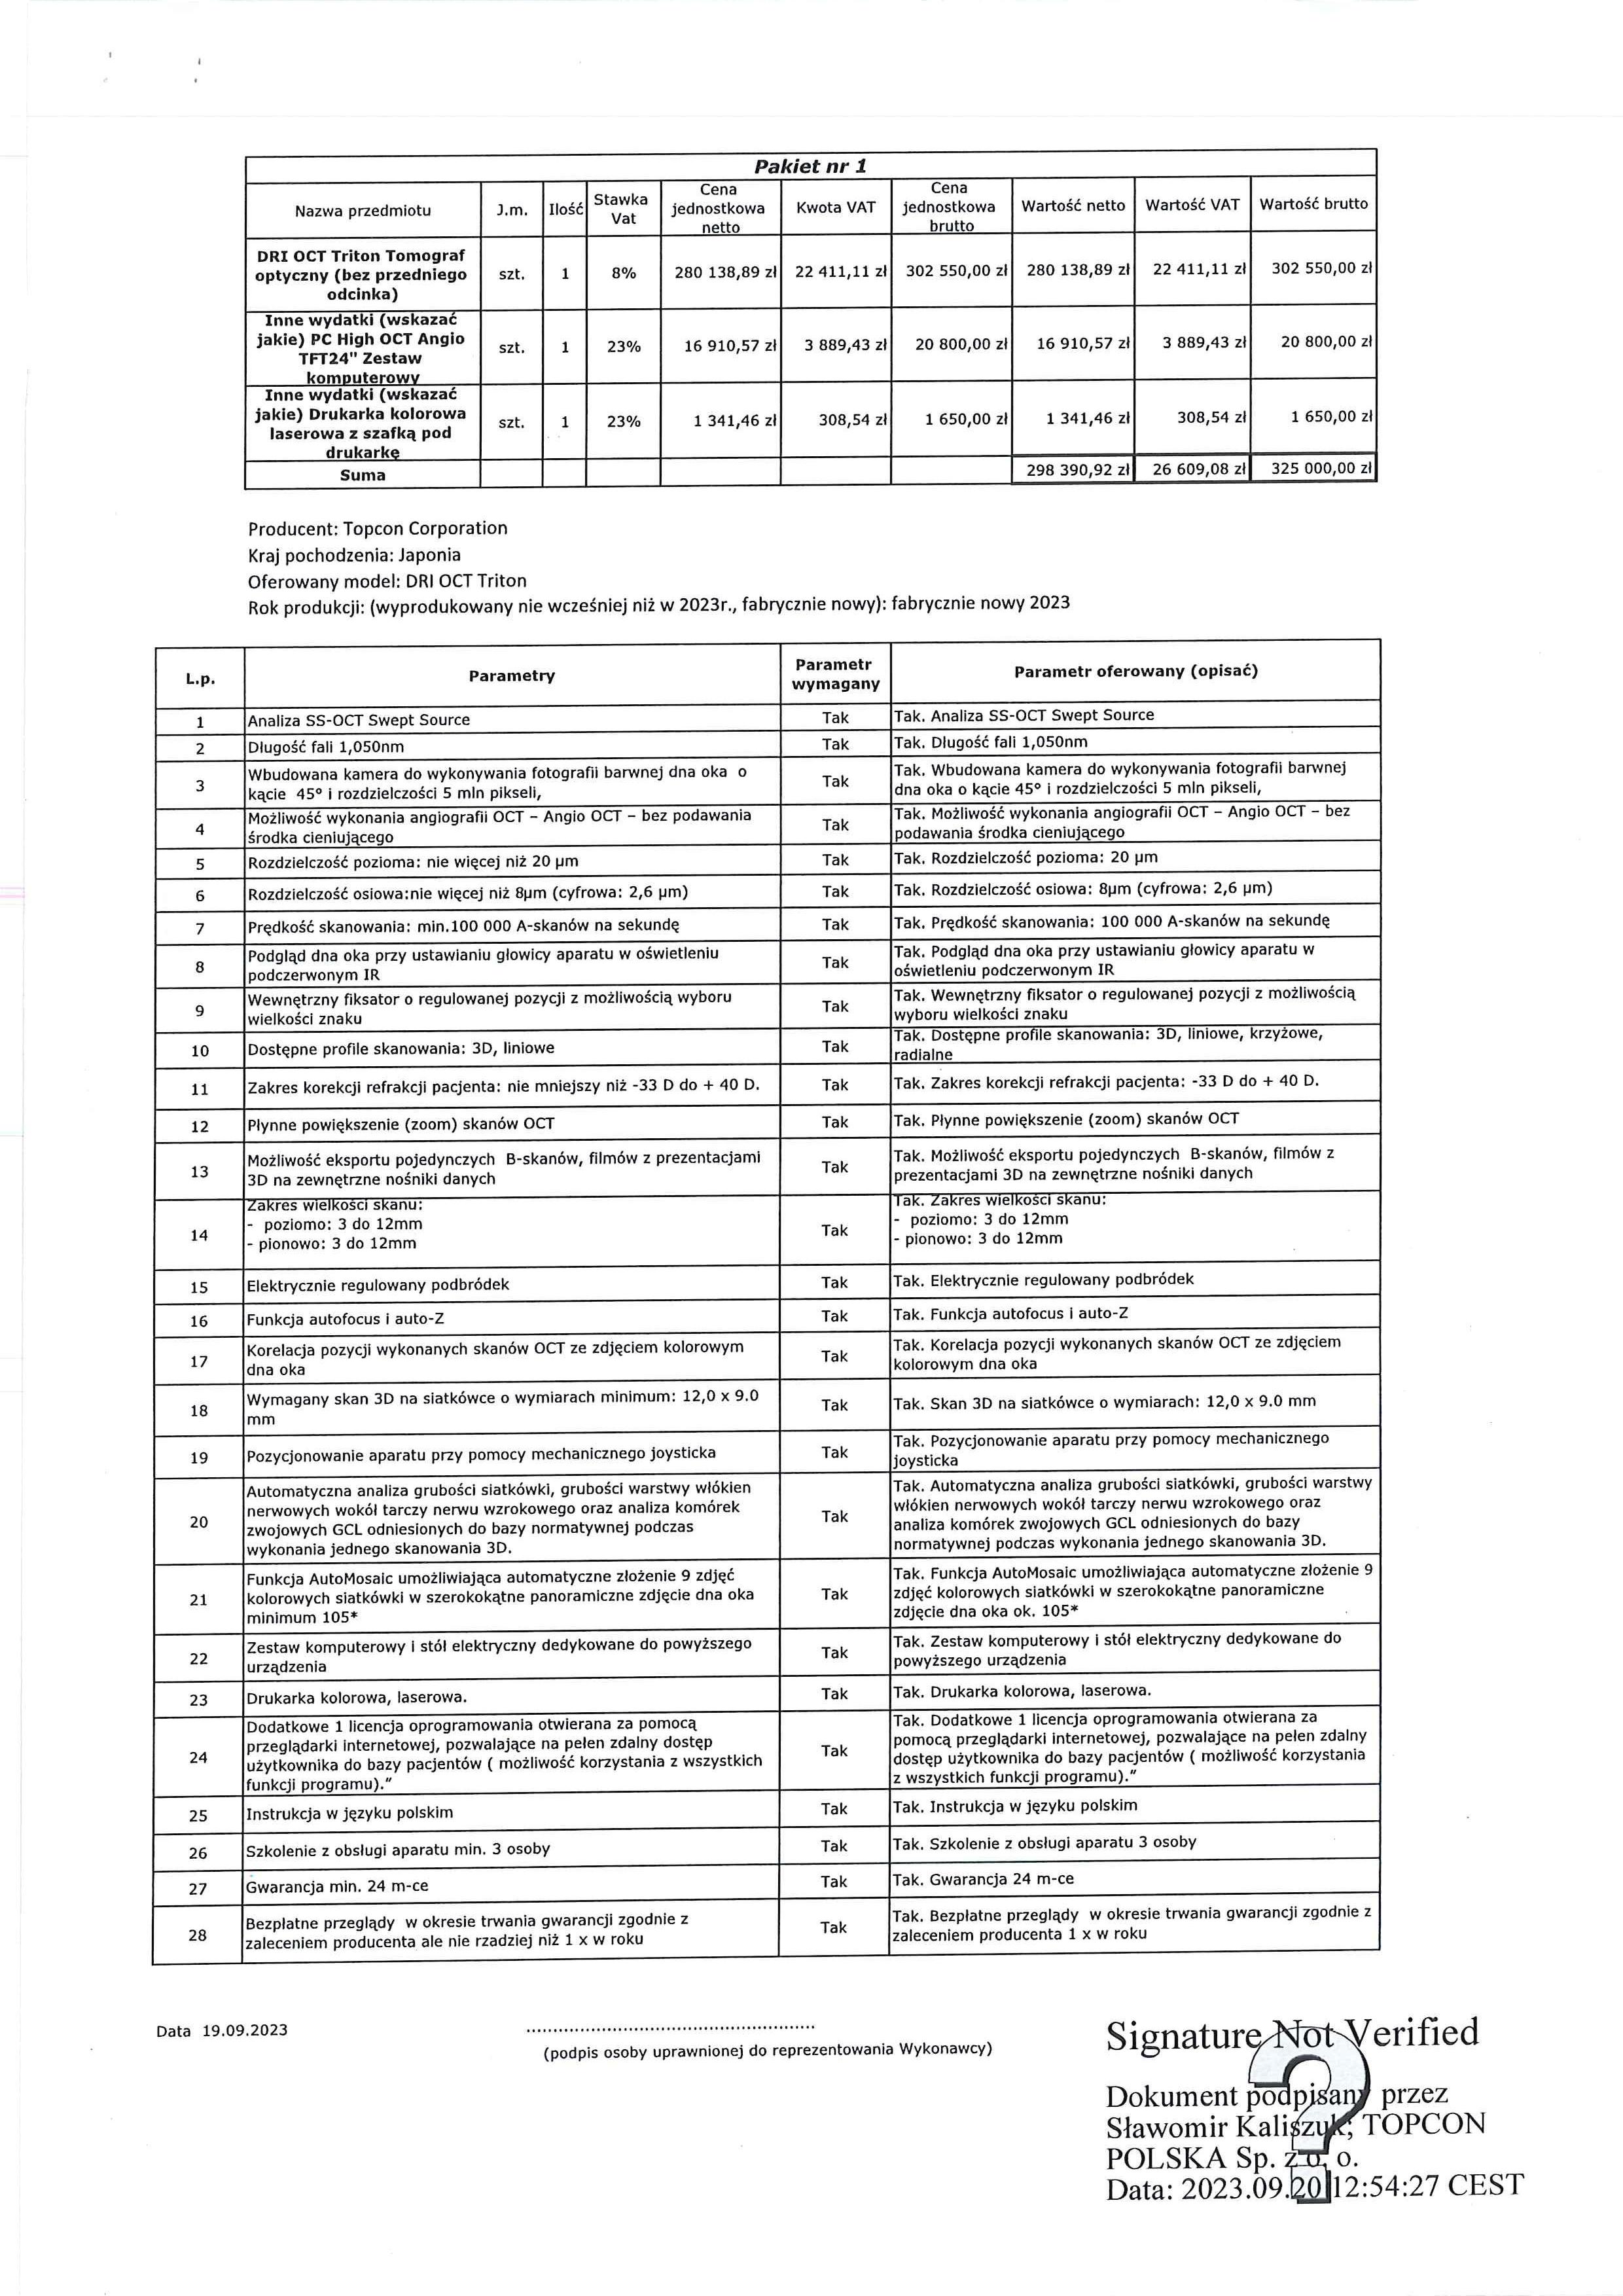 Pakiet nr 1
Nazwa przedmiotu J.m. Ilość Stawka Vat Cena jednostkowa netto Kwota VAT Cena jednostkowa brutto Wartość netto Wartość VAT Wartość brutto
DRI OCT Triton Tomograf optyczny (bez przedniego odcinka) szt. 1 8% 280 138,89 zł 22 411,11 zł 302 550,00 zł 280 138,89 zł 22 411,11 zł 302 550,00 zł
Inne wydatki (wskazać jakie) PC High OCT Angio TFT24" Zestaw komputerowy szt. 1 23% 16 910,57 zł 3 889,43 zł 20 800,00 zł 16 910,57 zł 3 889,43 zł 20 800,00 zł
Inne wydatki (wskazać jakie) Drukarka kolorowa laserowa z szafką pod drukarkę szt. 1 23% 1 341,46 zł 308,54 zł 1 650,00 zł 1 341,46 zł 308,54 zł 1 650,00 zł
Suma 298 390,92 zł 26 609,08 zł 325 000,00 zł
Producent: Topcon Corporation
Kraj pochodzenia: Japonia
Oferowany model: DRI OCT Triton
Rok produkcji: (wyprodukowany nie wcześniej niż w 2023r., fabrycznie nowy): fabrycznie nowy 2023
L.p. Parametry Parametr wymagany Parametr oferowany (opisać)
1 Analiza SS-OCT Swept Source Tak Tak. Analiza SS-OCT Swept Source
2 Długość fali 1,050nm Tak Tak. Długość fali 1,050nm
3 Wbudowana kamera do wykonywania fotografii barwnej dna oka o kącie 45° i rozdzielczości 5 mln pikseli, Tak Tak. Wbudowana kamera do wykonywania fotografii barwnej dna oka o kącie 45° i rozdzielczości 5 mln pikseli,
4 Możliwość wykonania angiografii OCT – Angio OCT – bez podawania środka cieniującego Tak Tak. Możliwość wykonania angiografii OCT – Angio OCT – bez podawania środka cieniującego
5 Rozdzielczość pozioma: nie więcej niż 20 µm Tak Tak. Rozdzielczość pozioma: 20 µm
6 Rozdzielczość osiowa:nie więcej niż 8µm (cyfrowa: 2,6 µm) Tak Tak. Rozdzielczość osiowa: 8µm (cyfrowa: 2,6 µm)
7 Prędkość skanowania: min.100 000 A-skanów na sekundę Tak Tak. Prędkość skanowania: 100 000 A-skanów na sekundę
8 Podgląd dna oka przy ustawianiu głowicy aparatu w oświetleniu podczerwonym IR Tak Tak. Podgląd dna oka przy ustawianiu głowicy aparatu w oświetleniu podczerwonym IR
9 Wewnętrzny fiksator o regulowanej pozycji z możliwością wyboru wielkości znaku Tak Tak. Wewnętrzny fiksator o regulowanej pozycji z możliwością wyboru wielkości znaku
10 Dostępne profile skanowania: 3D, liniowe Tak Tak. Dostępne profile skanowania: 3D, liniowe, krzyżowe, radialne
11 Zakres korekcji refrakcji pacjenta: nie mniejszy niż -33 D do + 40 D. Tak Tak. Zakres korekcji refrakcji pacjenta: -33 D do + 40 D.
12 Płynne powiększenie (zoom) skanów OCT Tak Tak. Płynne powiększenie (zoom) skanów OCT
13 Możliwość eksportu pojedynczych B-skanów, filmów z prezentacjami 3D na zewnętrzne nośniki danych Tak Tak. Możliwość eksportu pojedynczych B-skanów, filmów z prezentacjami 3D na zewnętrzne nośniki danych
14 Zakres wielkości skanu: - poziomo: 3 do 12mm - pionowo: 3 do 12mm Tak Tak. Zakres wielkości skanu: - poziomo: 3 do 12mm - pionowo: 3 do 12mm
15 Elektrycznie regulowany podbródek Tak Tak. Elektrycznie regulowany podbródek
16 Funkcja autofocus i auto-Z Tak Tak. Funkcja autofocus i auto-Z
17 Korelacja pozycji wykonanych skanów OCT ze zdjęciem kolorowym dna oka Tak Tak. Korelacja pozycji wykonanych skanów OCT ze zdjęciem kolorowym dna oka
18 Wymagany skan 3D na siatkówce o wymiarach minimum: 12,0 x 9.0 mm Tak Tak. Skan 3D na siatkówce o wymiarach: 12,0 x 9.0 mm
19 Pozycjonowanie aparatu przy pomocy mechanicznego joysticka Tak Tak. Pozycjonowanie aparatu przy pomocy mechanicznego joysticka
20 Automatyczna analiza grubości siatkówki, grubości warstwy włókien nerwowych wokół tarczy nerwu wzrokowego oraz analiza komórek zwojowych GCL odniesionych do bazy normatywnej podczas wykonania jednego skanowania 3D. Tak Tak. Automatyczna analiza grubości siatkówki, grubości warstwy włókien nerwowych wokół tarczy nerwu wzrokowego oraz analiza komórek zwojowych GCL odniesionych do bazy normatywnej podczas wykonania jednego skanowania 3D.
21 Funkcja AutoMosaic umożliwiająca automatyczne złożenie 9 zdjęć kolorowych siatkówki w szerokokątne panoramiczne zdjęcie dna oka minimum 105* Tak Tak. Funkcja AutoMosaic umożliwiająca automatyczne złożenie 9 zdjęć kolorowych siatkówki w szerokokątne panoramiczne zdjęcie dna oka ok. 105*
22 Zestaw komputerowy i stół elektryczny dedykowane do powyższego urządzenia Tak Tak. Zestaw komputerowy i stół elektryczny dedykowane do powyższego urządzenia
23 Drukarka kolorowa, laserowa. Tak Tak. Drukarka kolorowa, laserowa.
24 Dodatkowe 1 licencja oprogramowania otwierana za pomocą przeglądarki internetowej, pozwalające na pełen zdalny dostęp użytkownika do bazy pacjentów ( możliwość korzystania z wszystkich funkcji programu)." Tak Tak. Dodatkowe 1 licencja oprogramowania otwierana za pomocą przeglądarki internetowej, pozwalające na pełen zdalny dostęp użytkownika do bazy pacjentów ( możliwość korzystania z wszystkich funkcji programu)."
25 Instrukcja w języku polskim Tak Tak. Instrukcja w języku polskim
26 Szkolenie z obsługi aparatu min. 3 osoby Tak Tak. Szkolenie z obsługi aparatu 3 osoby
27 Gwarancja min. 24 m-ce Tak Tak. Gwarancja 24 m-ce
28 Bezpłatne przeglądy w okresie trwania gwarancji zgodnie z zaleceniem producenta ale nie rzadziej niż 1 x w roku Tak Tak. Bezpłatne przeglądy w okresie trwania gwarancji zgodnie z zaleceniem producenta 1 x w roku
Data 19.09.2023
(podpis osoby uprawnionej do reprezentowania Wykonawcy)
Signature Not Verified
Dokument podpisany przez
Sławomir Kaliszuk; TOPCON
POLSKA Sp. z o. o.
Data: 2023.09.20 12:54:27 CEST